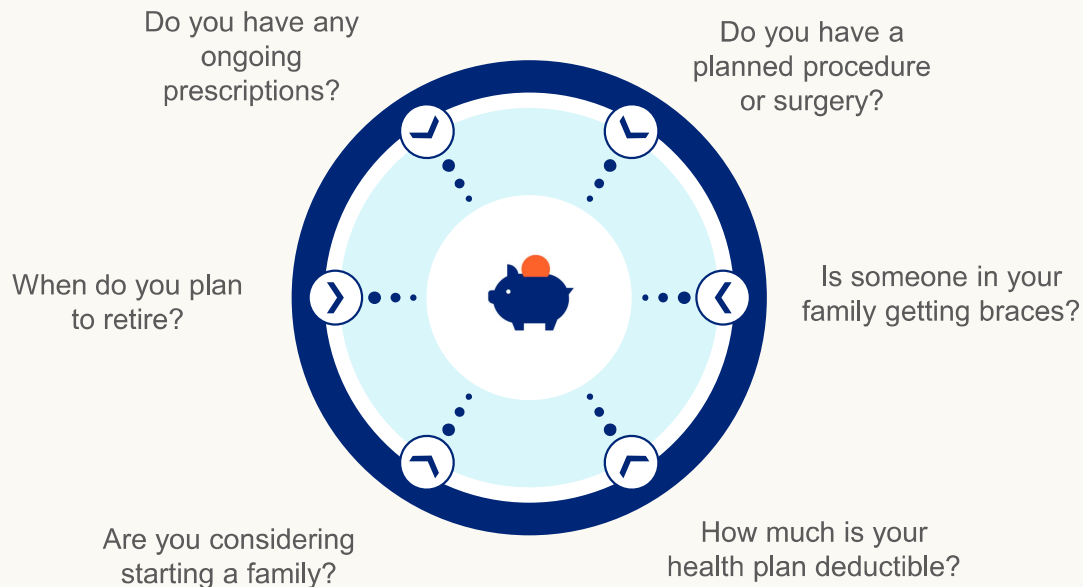 Do you have any
ongoing
prescriptions?
Do you have a
planned procedure
or surgery?
When do you plan
to retire?
Is someone in your
family getting braces?
Are you considering
starting a family?
How much is your
health plan deductible?